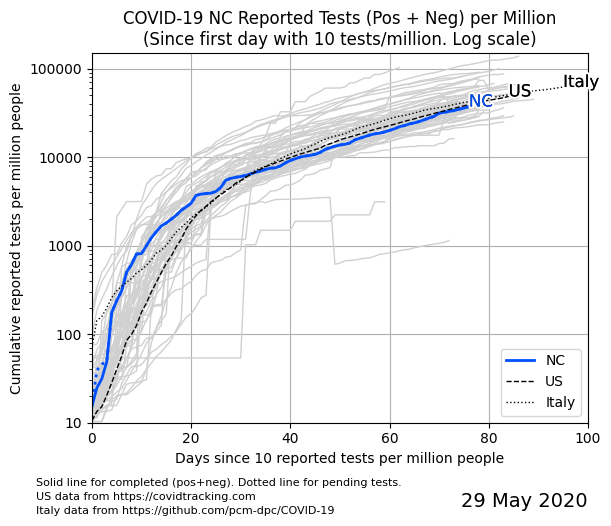 COVID-19 NC Reported Tests (Pos + Neg) per Million
(Since first day with 10 tests/million. Log scale)
Cumulative reported tests per million people
100000
10000
1000
100
10
Italy
US
NC
NC
US
Italy
0
20
40
60
80
100
Days since 10 reported tests per million people
Solid line for completed (pos+neg). Dotted line for pending tests.
US data from https://covidtracking.com
Italy data from https://github.com/pcm-dpc/COVID-19
29 May 2020